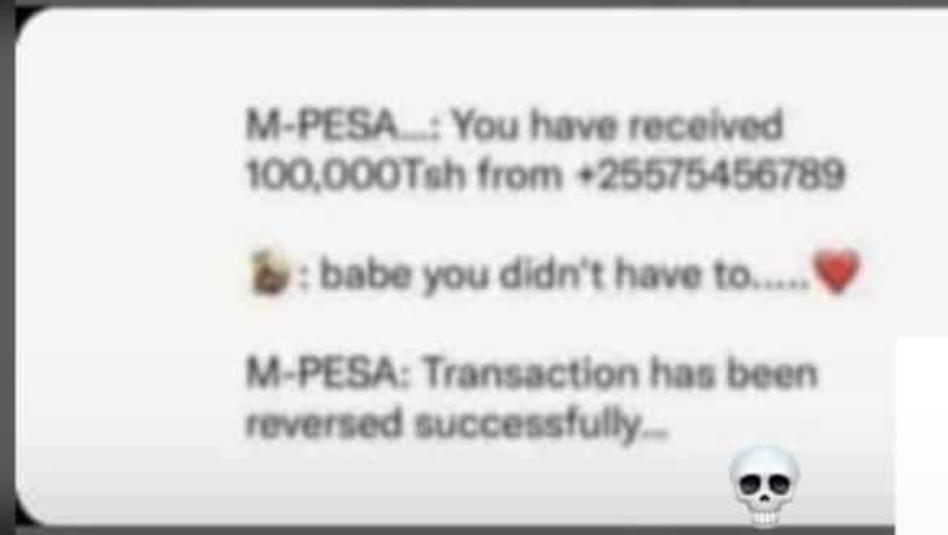 M-PESA...: You have received
100,000Tsh from +25575456789
: babe you didn't have to.....❤️
M-PESA: Transaction has been
reversed successfully...
💀